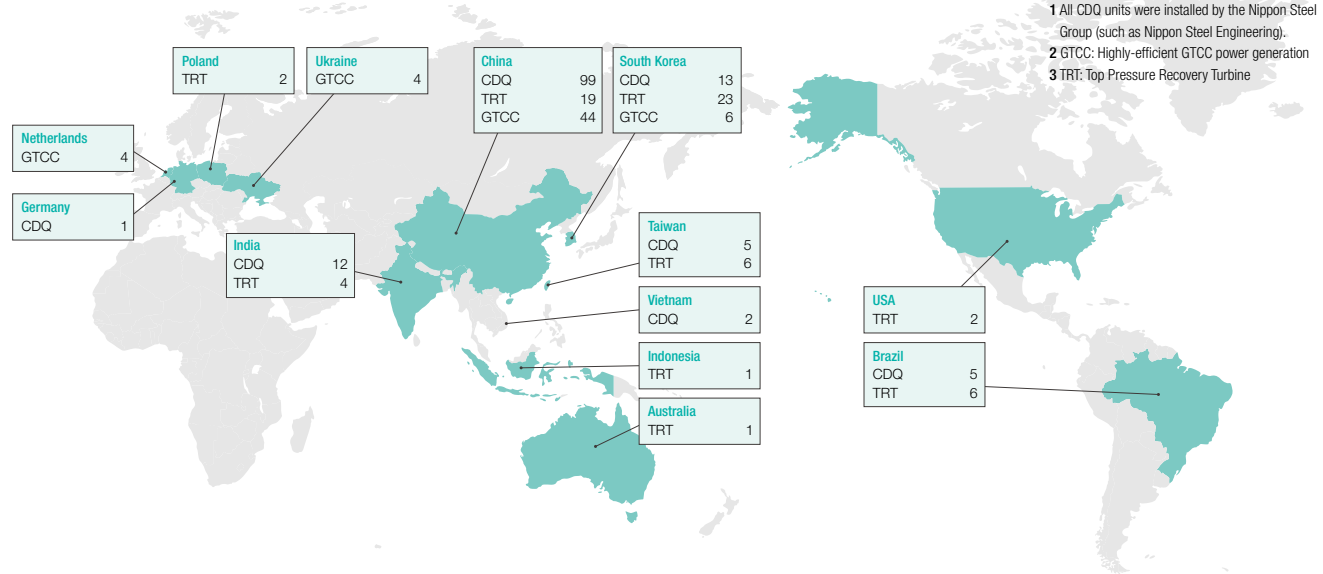 1 All CDQ units were installed by the Nippon Steel
Group (such as Nippon Steel Engineering).
2 GTCC: Highly-efficient GTCC power generation
3 TRT: Top Pressure Recovery Turbine
Poland
TRT 2
Ukraine
GTCC 4
China
CDQ 99
TRT 19
GTCC 44
South Korea
CDQ 13
TRT 23
GTCC 6
Netherlands
GTCC 4
Germany
CDQ 1
India
CDQ 12
TRT 4
Taiwan
CDQ 5
TRT 6
Vietnam
CDQ 2
Indonesia
TRT 1
Australia
TRT 1
USA
TRT 2
Brazil
CDQ 5
TRT 6